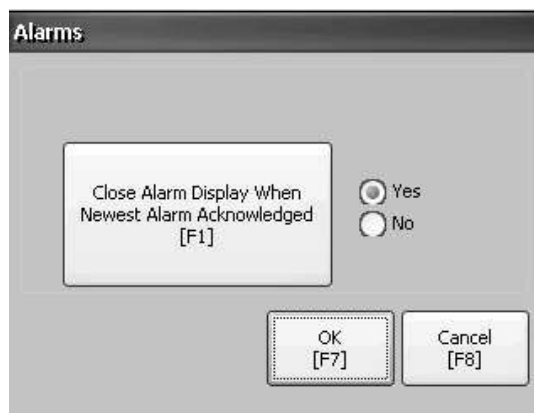 Alarms
Close Alarm Display When
Newest Alarm Acknowledged
[F1]
Yes
No
OK
[F7]
Cancel
[F8]